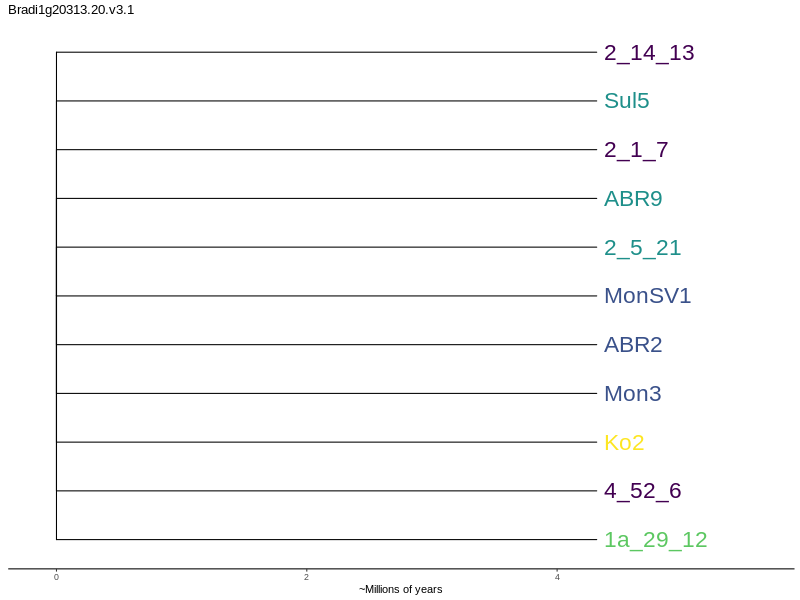 Bradi1g20313.20.v3.1
2_14_13
Sul5
2_1_7
ABR9
2_5_21
MonSV1
ABR2
Mon3
Ko2
4_52_6
1a_29_12
0 2 4
~Millions of years